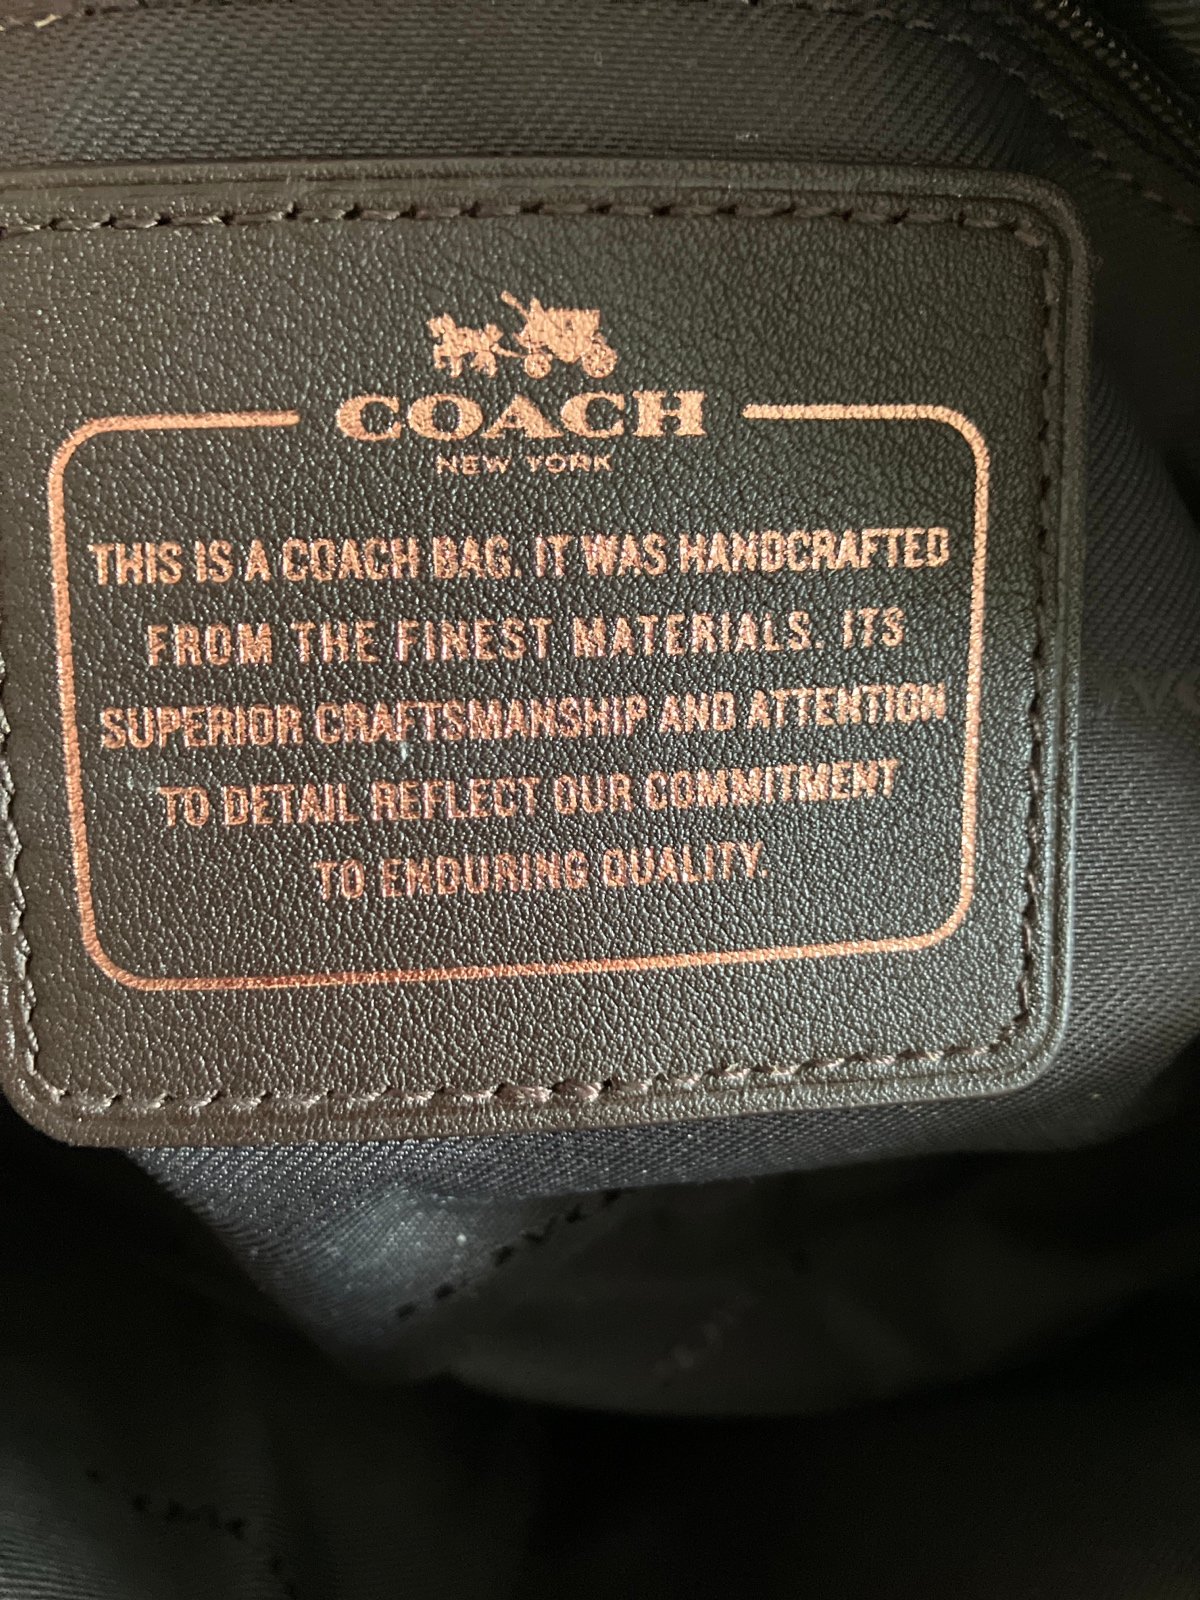 COACH
NEW YORK
THIS IS A COACH BAG. IT WAS HANDCRAFTED
FROM THE FINEST MATERIALS. ITS
SUPERIOR CRAFTSMANSHIP AND ATTENTION
TO DETAIL REFLECT OUR COMMITMENT
TO ENDURING QUALITY.